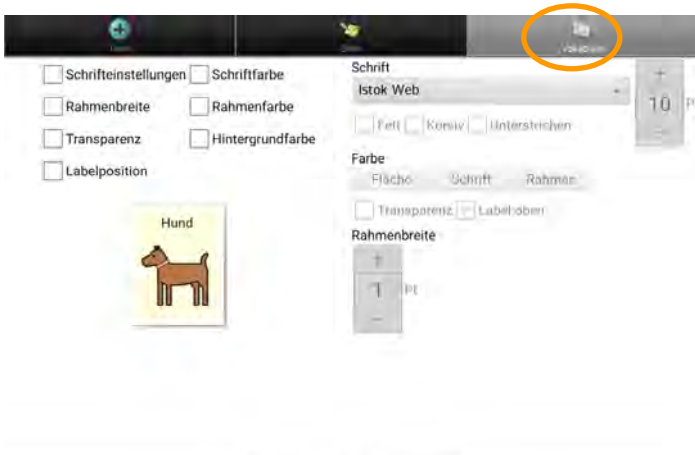 Schrifteinstellungen Schriftfarbe
Rahmenbreite Rahmenfarbe
Transparenz Hintergrundfarbe
Labelposition
Hund
Schrift
Istok Web
+
10
−
Fett Kursiv Unterstrichen
Farbe
Fläche Schrift Rahmen
Transparenz Label oben
Rahmenbreite
+
1 Pt
−